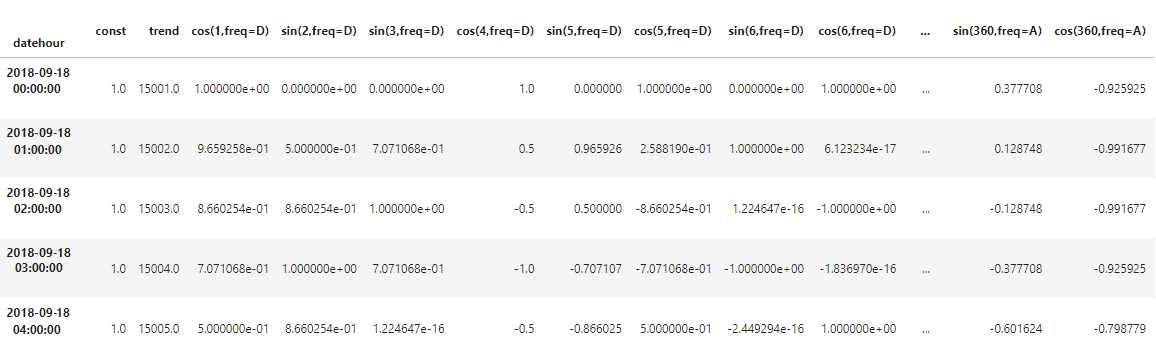 const trend cos(1,freq=D) sin(2,freq=D) sin(3,freq=D) cos(4,freq=D) sin(5,freq=D) cos(5,freq=D) sin(6,freq=D) cos(6,freq=D) ... sin(360,freq=A) cos(360,freq=A)
datehour
2018-09-18
00:00:00 1.0 15001.0 1.000000e+00 0.000000e+00 0.000000e+00 1.0 0.000000 1.000000e+00 0.000000e+00 1.000000e+00 ... 0.377708 -0.925925
2018-09-18
01:00:00 1.0 15002.0 9.659258e-01 5.000000e-01 7.071068e-01 0.5 0.965926 2.588190e-01 1.000000e+00 6.123234e-17 ... 0.128748 -0.991677
2018-09-18
02:00:00 1.0 15003.0 8.660254e-01 8.660254e-01 1.000000e+00 -0.5 0.500000 -8.660254e-01 1.224647e-16 -1.000000e+00 ... -0.128748 -0.991677
2018-09-18
03:00:00 1.0 15004.0 7.071068e-01 1.000000e+00 7.071068e-01 -1.0 -0.707107 -7.071068e-01 -1.000000e+00 -1.836970e-16 ... -0.377708 -0.925925
2018-09-18
04:00:00 1.0 15005.0 5.000000e-01 8.660254e-01 1.224647e-16 -0.5 -0.866025 5.000000e-01 -2.449294e-16 1.000000e+00 ... -0.601624 -0.798779